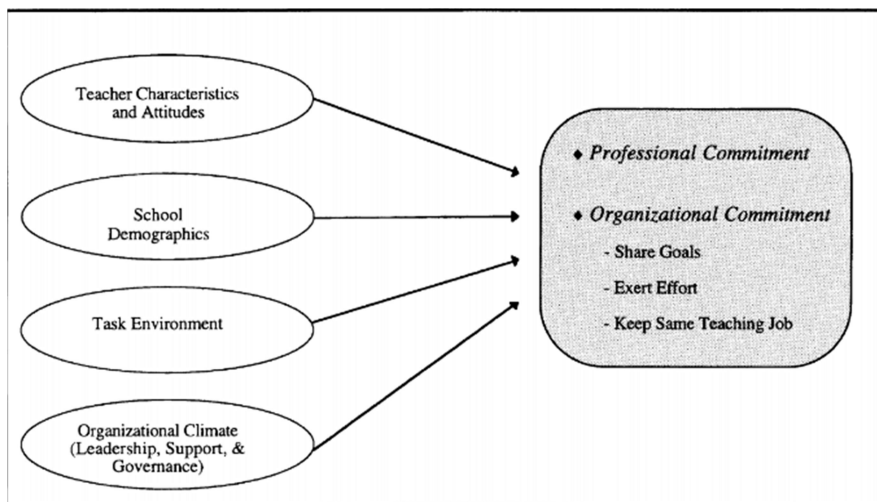 Teacher Characteristics
and Attitudes
School
Demographics
Task Environment
Organizational Climate
(Leadership, Support, &
Governance)
♦ Professional Commitment
♦ Organizational Commitment
- Share Goals
- Exert Effort
- Keep Same Teaching Job